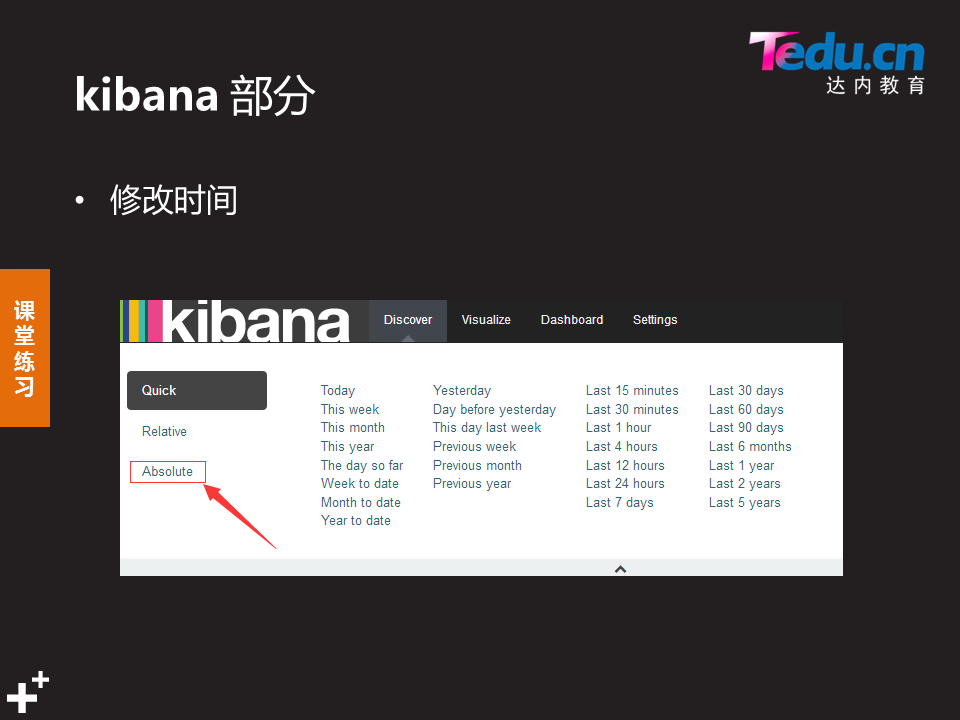 Tedu.cn
达内教育
kibana 部分
• 修改时间
课堂练习
kibana Discover Visualize Dashboard Settings
Quick
Relative
Absolute
Today Yesterday Last 15 minutes Last 30 days
This week Day before yesterday Last 30 minutes Last 60 days
This month This day last week Last 1 hour Last 90 days
This year Previous week Last 4 hours Last 6 months
The day so far Previous month Last 12 hours Last 1 year
Week to date Previous year Last 24 hours Last 2 years
Month to date Last 7 days Last 5 years
Year to date